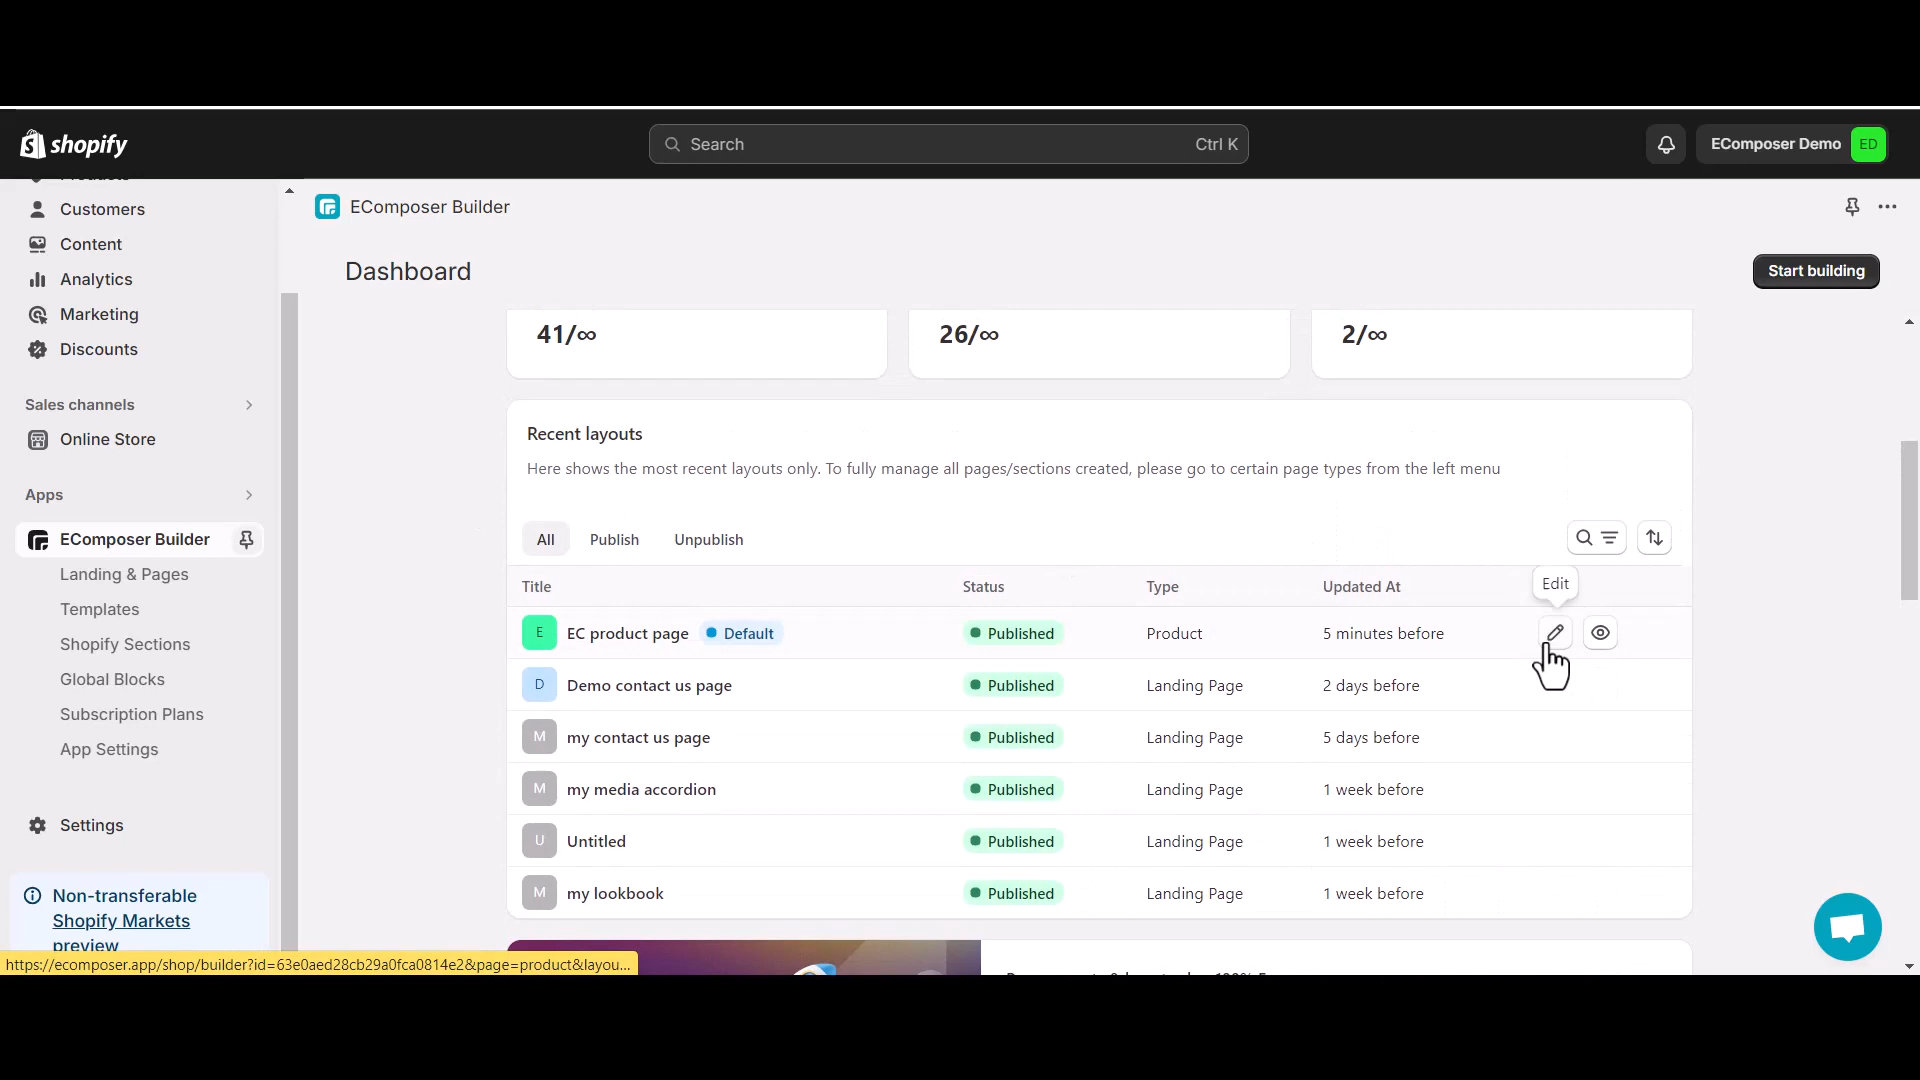 shopify
Search
Ctrl K
EComposer Demo
ED
Products
Customers
Content
Analytics
Marketing
Discounts
Sales channels
Online Store
Apps
EComposer Builder
Landing & Pages
Templates
Shopify Sections
Global Blocks
Subscription Plans
App Settings
Settings
Non-transferable
Shopify Markets
preview
https://ecomposer.app/shop/builder?id=63e0aed28cb29a0fca0814e2&page=product&layou...
EComposer Builder
Dashboard
Start building
41/∞
26/∞
2/∞
Recent layouts
Here shows the most recent layouts only. To fully manage all pages/sections created, please go to certain page types from the left menu
All
Publish
Unpublish
Title
Status
Type
Updated At
Edit
E
EC product page
Default
Published
Product
5 minutes before
D
Demo contact us page
Published
Landing Page
2 days before
M
my contact us page
Published
Landing Page
5 days before
M
my media accordion
Published
Landing Page
1 week before
U
Untitled
Published
Landing Page
1 week before
M
my lookbook
Published
Landing Page
1 week before